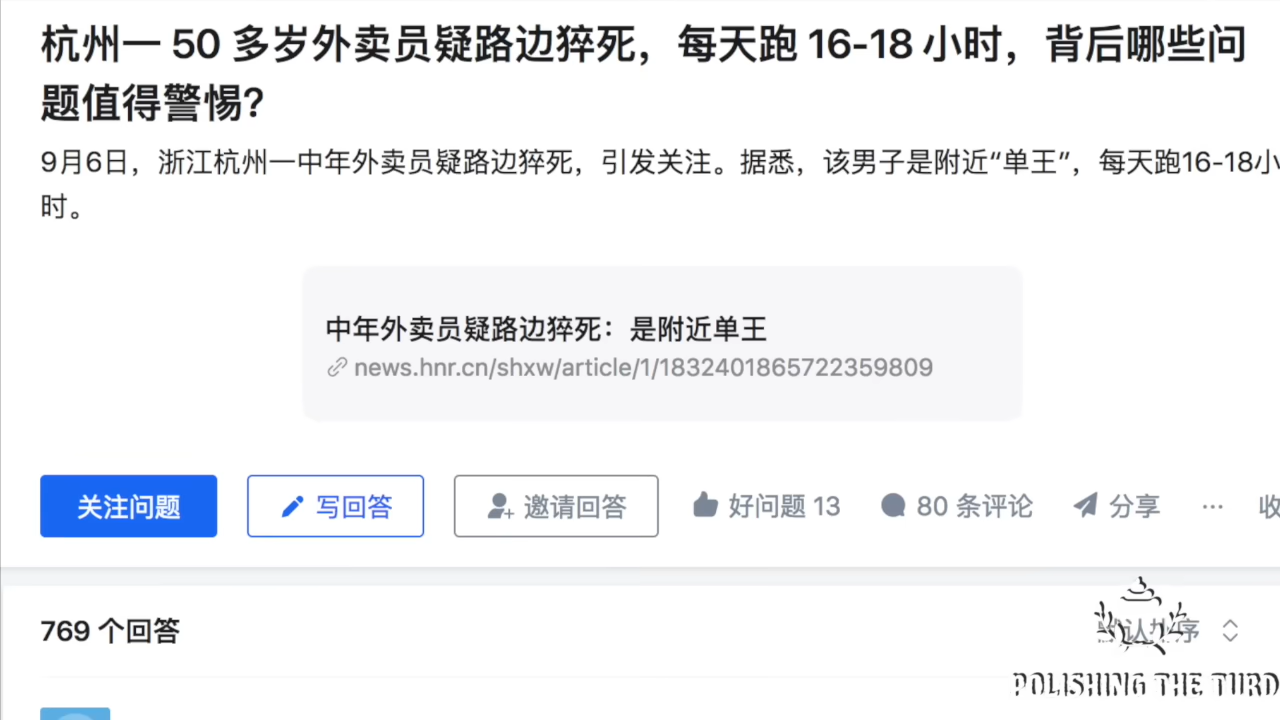 杭州一 50 多岁外卖员疑路边猝死，每天跑 16-18 小时，背后哪些问
题值得警惕？
9月6日，浙江杭州一中年外卖员疑路边猝死，引发关注。据悉，该男子是附近“单王”，每天跑16-18小
时。
中年外卖员疑路边猝死：是附近单王
news.hnr.cn/shxw/article/1/1832401865722359809
关注问题 写回答 邀请回答 好问题 13 80 条评论 分享 ··· 收
769 个回答 默认排序
POLISHING THE TURD